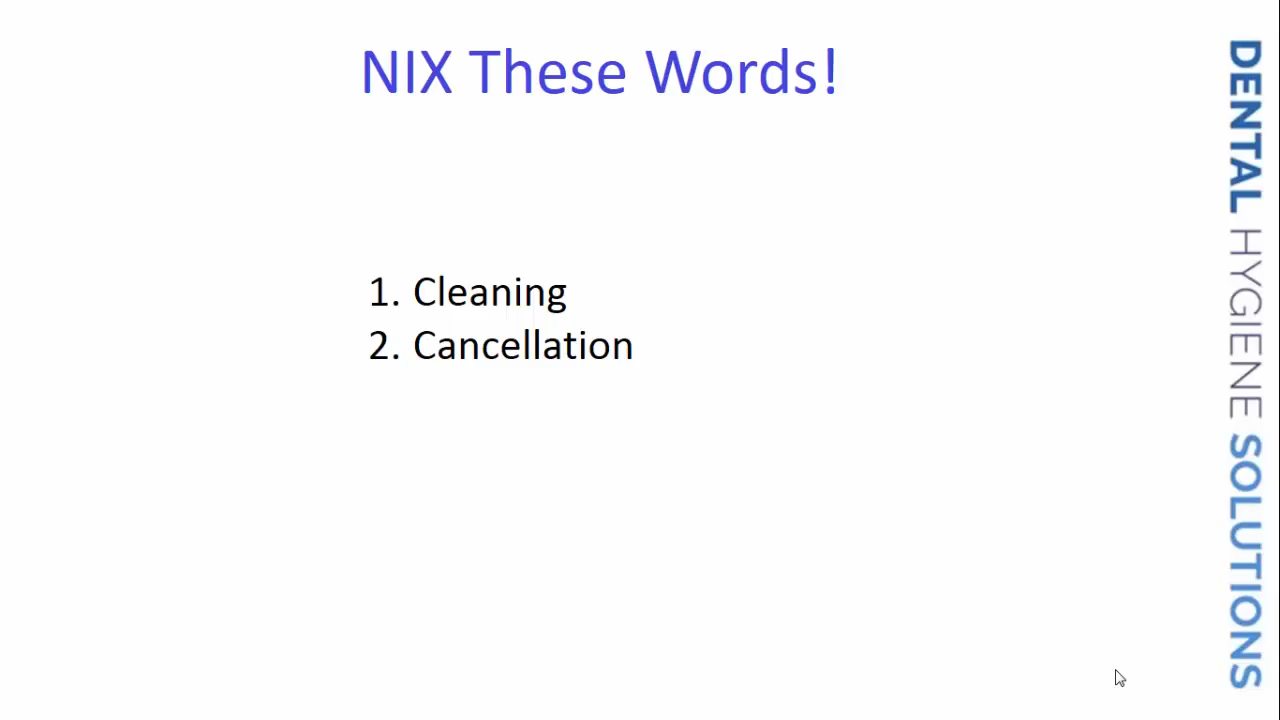 NIX These Words!
1. Cleaning
2. Cancellation
DENTAL HYGIENE SOLUTIONS